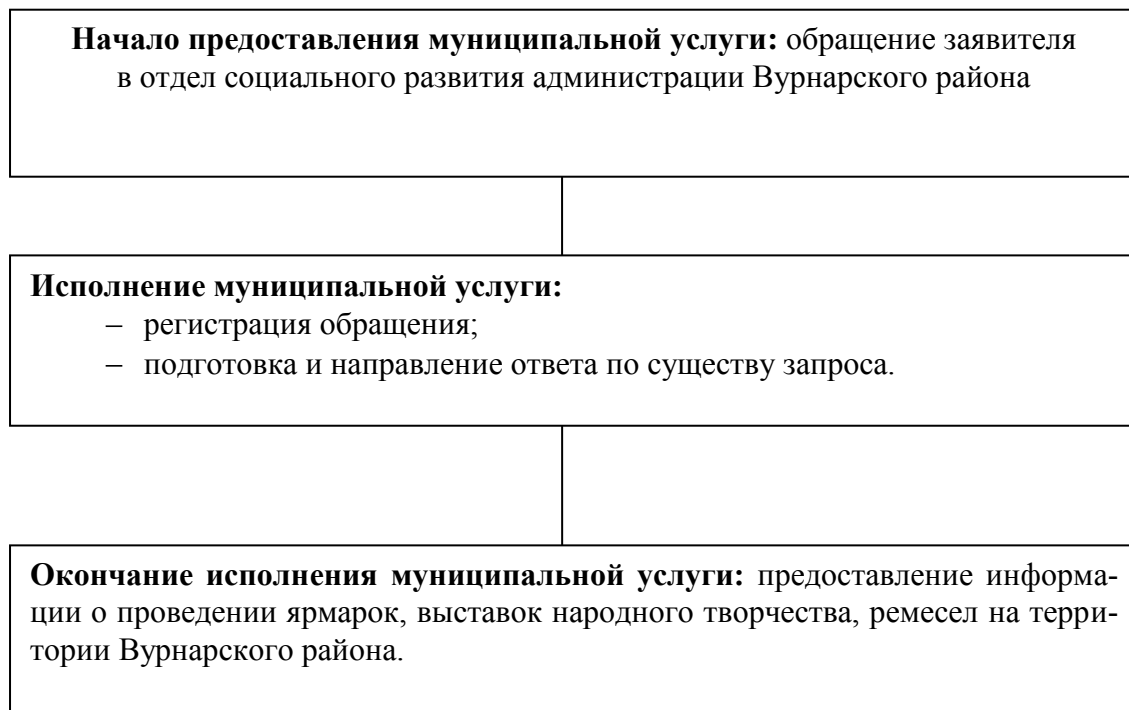 Начало предоставления муниципальной услуги: обращение заявителя
в отдел социального развития администрации Вурнарского района
Исполнение муниципальной услуги:
– регистрация обращения;
– подготовка и направление ответа по существу запроса.
Окончание исполнения муниципальной услуги: предоставление информа-
ции о проведении ярмарок, выставок народного творчества, ремесел на терри-
тории Вурнарского района.